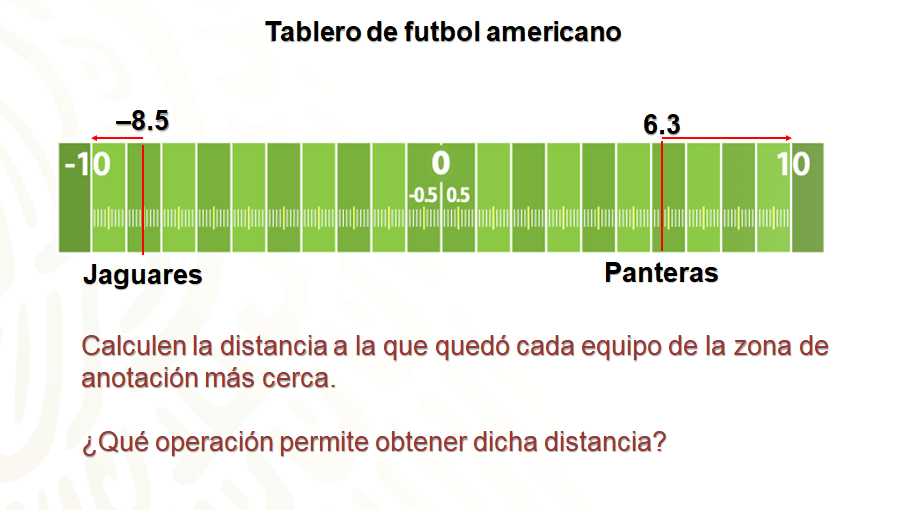 Tablero de futbol americano
–8.5
6.3
-10
0
10
-0.5
0.5
Jaguares
Panteras
Calculen la distancia a la que quedó cada equipo de la zona de
anotación más cerca.
¿Qué operación permite obtener dicha distancia?